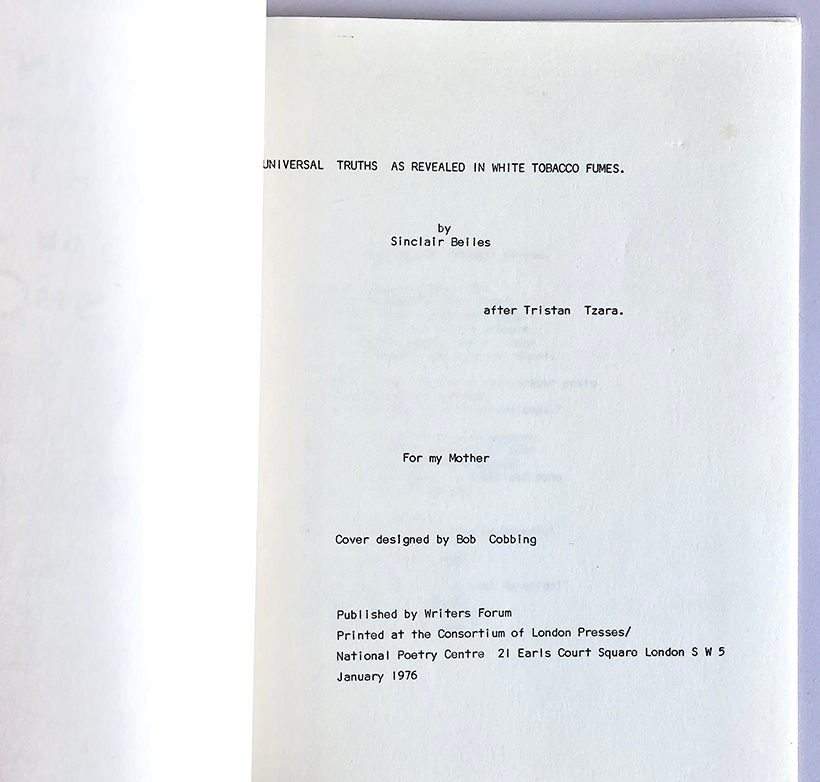 UNIVERSAL TRUTHS AS REVEALED IN WHITE TOBACCO FUMES.
by
Sinclair Beiles
after Tristan Tzara.
For my Mother
Cover designed by Bob Cobbing
Published by Writers Forum
Printed at the Consortium of London Presses/
National Poetry Centre 21 Earls Court Square London S W 5
January 1976